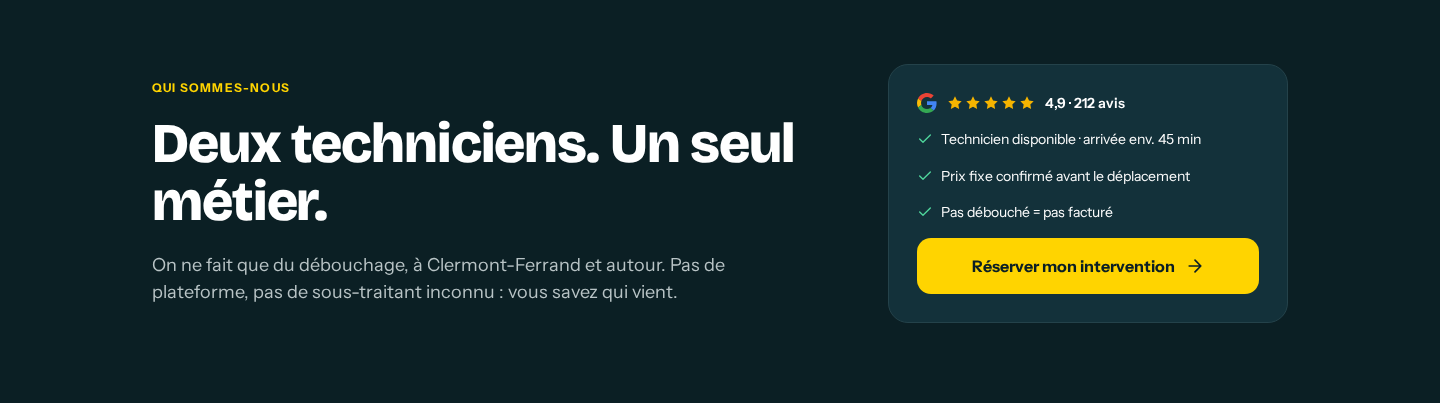 QUI SOMMES-NOUS
Deux techniciens. Un seul
métier.
On ne fait que du débouchage, à Clermont-Ferrand et autour. Pas de
plateforme, pas de sous-traitant inconnu : vous savez qui vient.
4,9 · 212 avis
Technicien disponible · arrivée env. 45 min
Prix fixe confirmé avant le déplacement
Pas débouché = pas facturé
Réserver mon intervention →